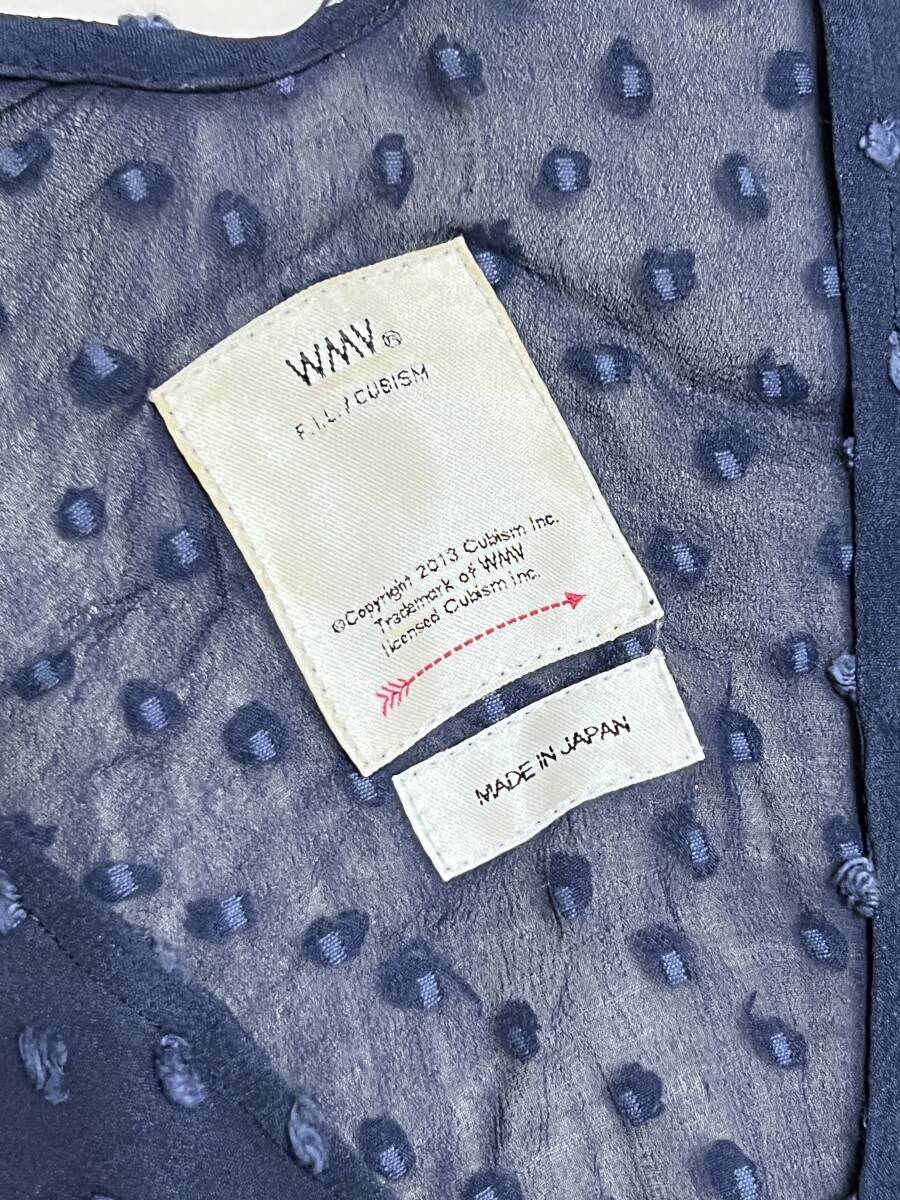 WMV®
F.I.L. / CUBISM
©Copyright 2013 Cubism Inc.
Trademark of WMV
licensed Cubism Inc.
MADE IN JAPAN